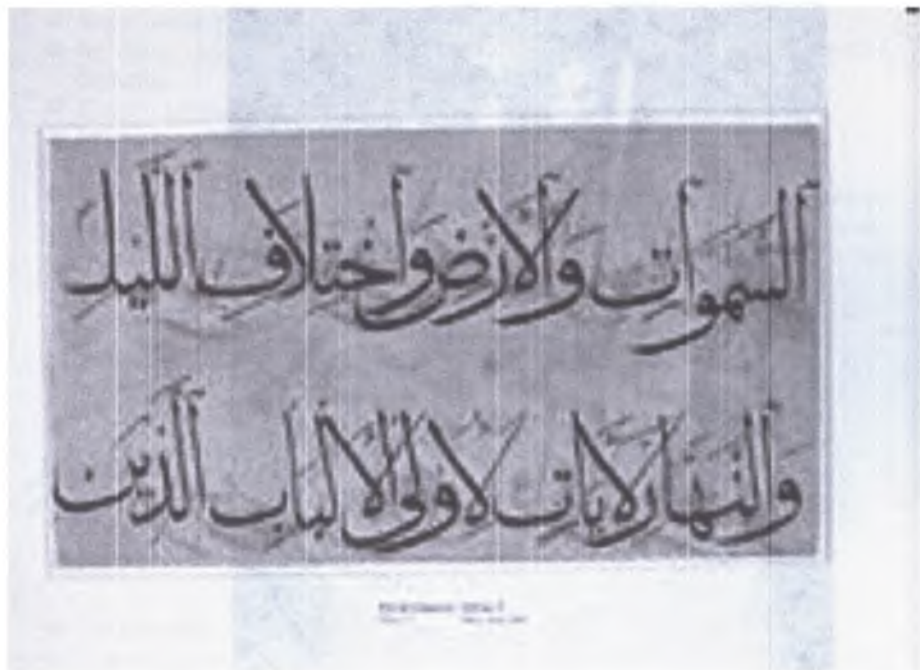 السموات والارض واختلاف الليل
والنهار لايات لاولى الالباب الذين